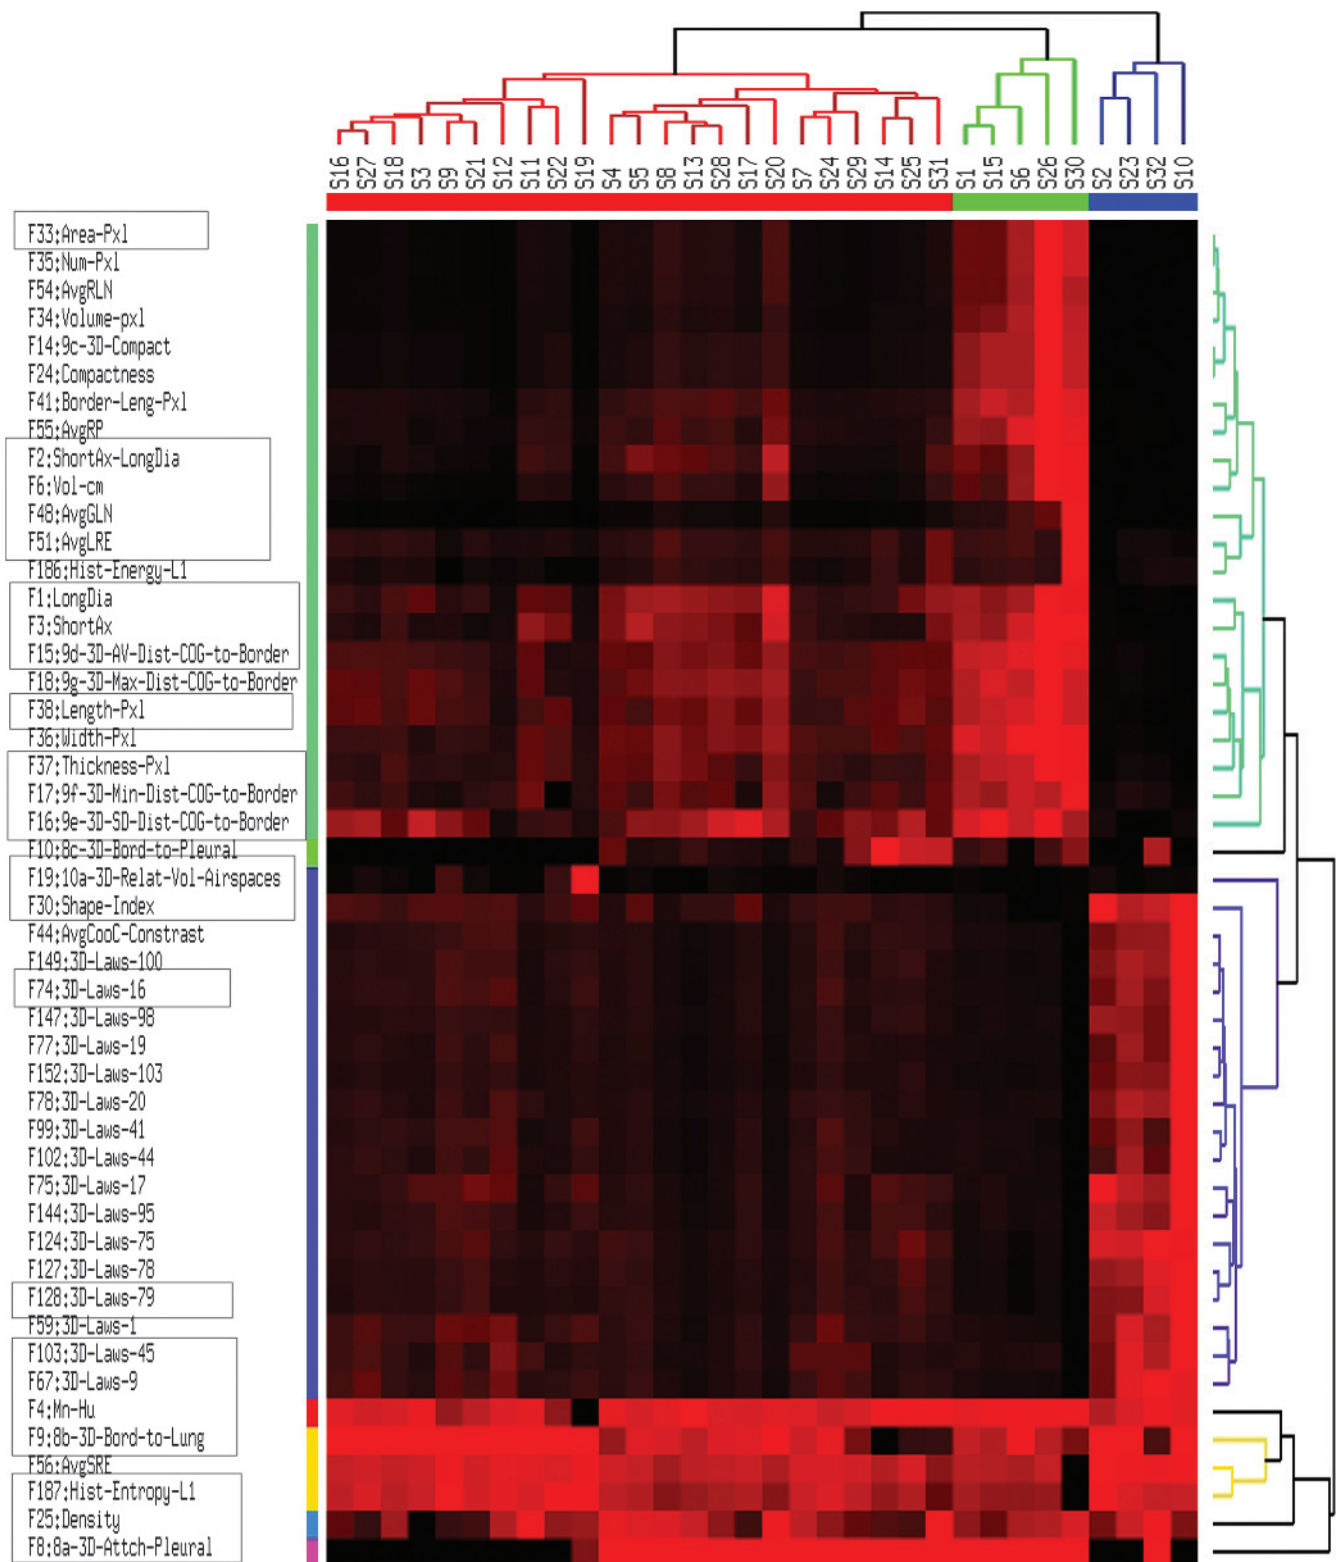 S16 S27 S18 S3 S9 S21 S12 S11 S22 S19 S4 S5 S8 S13 S28 S17 S20 S7 S24 S29 S14 S25 S31 S1 S15 S6 S26 S30 S2 S23 S32 S10
F33:Area-Pxl
F35:Num-Pxl
F54:AvgRLN
F34:Volume-pxl
F14:9c-3D-Compact
F24:Compactness
F41:Border-Leng-Pxl
F55:AvgRP
F2:ShortAx-LongDia
F6:Vol-cm
F48:AvgGLN
F51:AvgLRE
F186:Hist-Energy-L1
F1:LongDia
F3:ShortAx
F15:9d-3D-AV-Dist-COG-to-Border
F18:9g-3D-Max-Dist-COG-to-Border
F38:Length-Pxl
F36:Width-Pxl
F37:Thickness-Pxl
F17:9f-3D-Min-Dist-COG-to-Border
F16:9e-3D-SD-Dist-COG-to-Border
F10:8c-3D-Bord-to-Pleural
F19:10a-3D-Relat-Vol-Airspaces
F30:Shape-Index
F44:AvgCooC-Constrast
F149:3D-Laws-100
F74:3D-Laws-16
F147:3D-Laws-98
F77:3D-Laws-19
F152:3D-Laws-103
F78:3D-Laws-20
F99:3D-Laws-41
F102:3D-Laws-44
F75:3D-Laws-17
F144:3D-Laws-95
F124:3D-Laws-75
F127:3D-Laws-78
F128:3D-Laws-79
F59:3D-Laws-1
F103:3D-Laws-45
F67:3D-Laws-9
F4:Mn-Hu
F9:8b-3D-Bord-to-Lung
F56:AvgSRE
F187:Hist-Entropy-L1
F25:Density
F8:8a-3D-Attch-Pleural